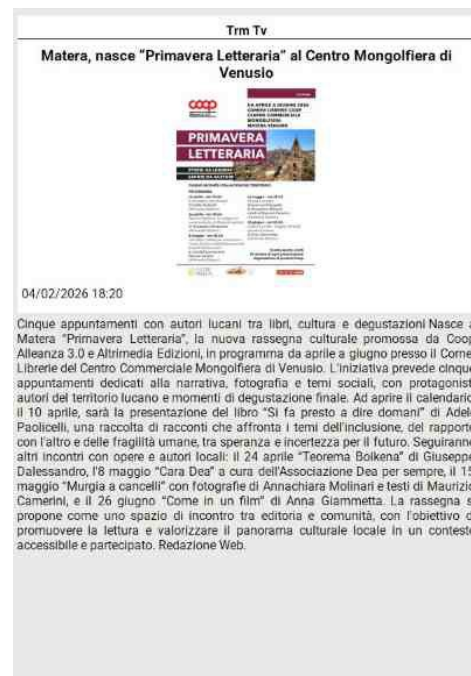 Trm Tv
Matera, nasce “Primavera Letteraria” al Centro Mongolfiera di
Venusio
coop
PRIMAVERA
LETTERARIA
04/02/2026 18:20
Cinque appuntamenti con autori lucani tra libri, cultura e degustazioni Nasce a
Matera “Primavera Letteraria”, la nuova rassegna culturale promossa da Coop
Alleanza 3.0 e Altrimedia Edizioni, in programma da aprile a giugno presso il Corner
Librerie del Centro Commerciale Mongolfiera di Venusio. L'iniziativa prevede cinque
appuntamenti dedicati alla narrativa, fotografia e temi sociali, con protagonisti
autori del territorio lucano e momenti di degustazione finale. Ad aprire il calendario,
il 10 aprile, sarà la presentazione del libro “Si fa presto a dire domani” di Adele
Paolicelli, una raccolta di racconti che affronta i temi dell'inclusione, del rapporto
con l'altro e delle fragilità umane, tra speranza e incertezza per il futuro. Seguiranno
altri incontri con opere e autori locali: il 24 aprile “Teorema Boikena” di Giuseppe
Dalessandro, l'8 maggio “Cara Dea” a cura dell'Associazione Dea per sempre, il 15
maggio “Murgia a cancelli” con fotografie di Annachiara Molinari e testi di Maurizio
Camerini, e il 26 giugno “Come in un film” di Anna Giammetta. La rassegna si
propone come uno spazio di incontro tra editoria e comunità, con l'obiettivo di
promuovere la lettura e valorizzare il panorama culturale locale in un contesto
accessibile e partecipato. Redazione Web.